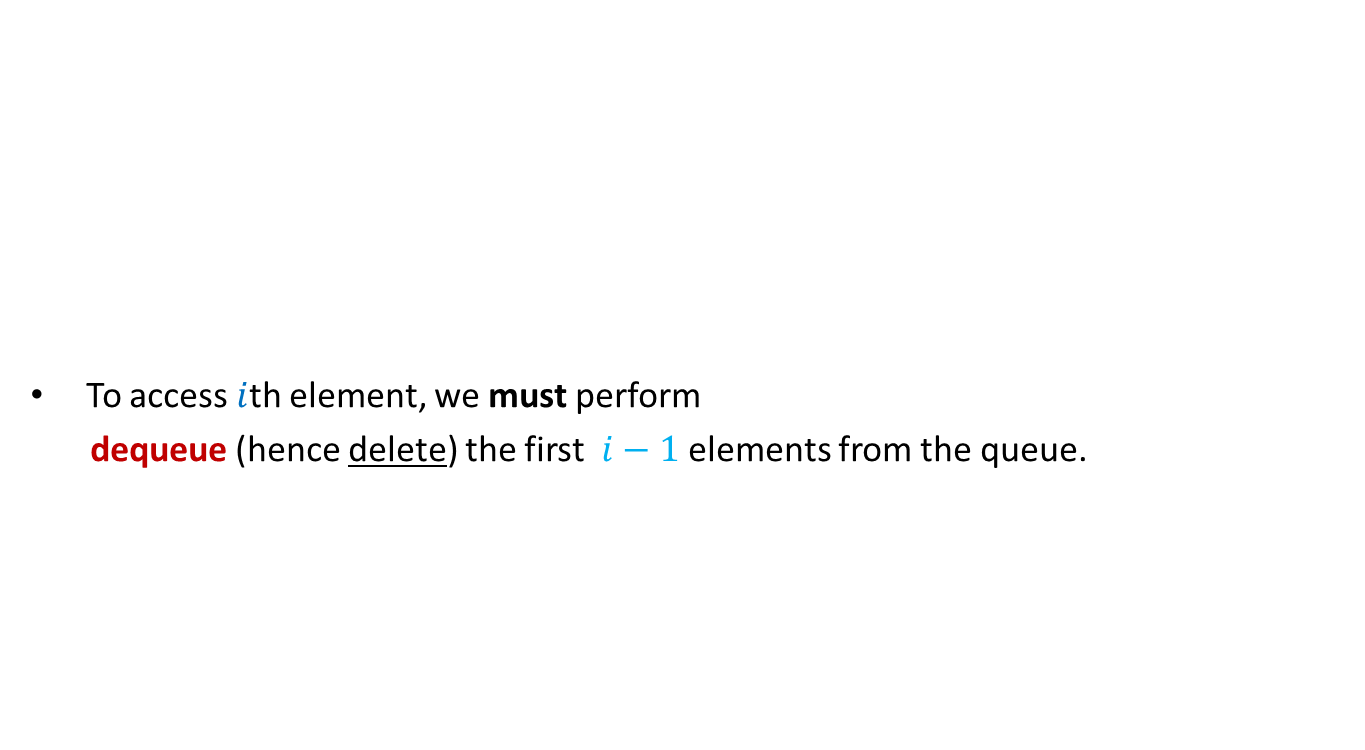 • To access 𝑖th element, we must perform
dequeue (hence delete) the first 𝑖 − 1 elements from the queue.